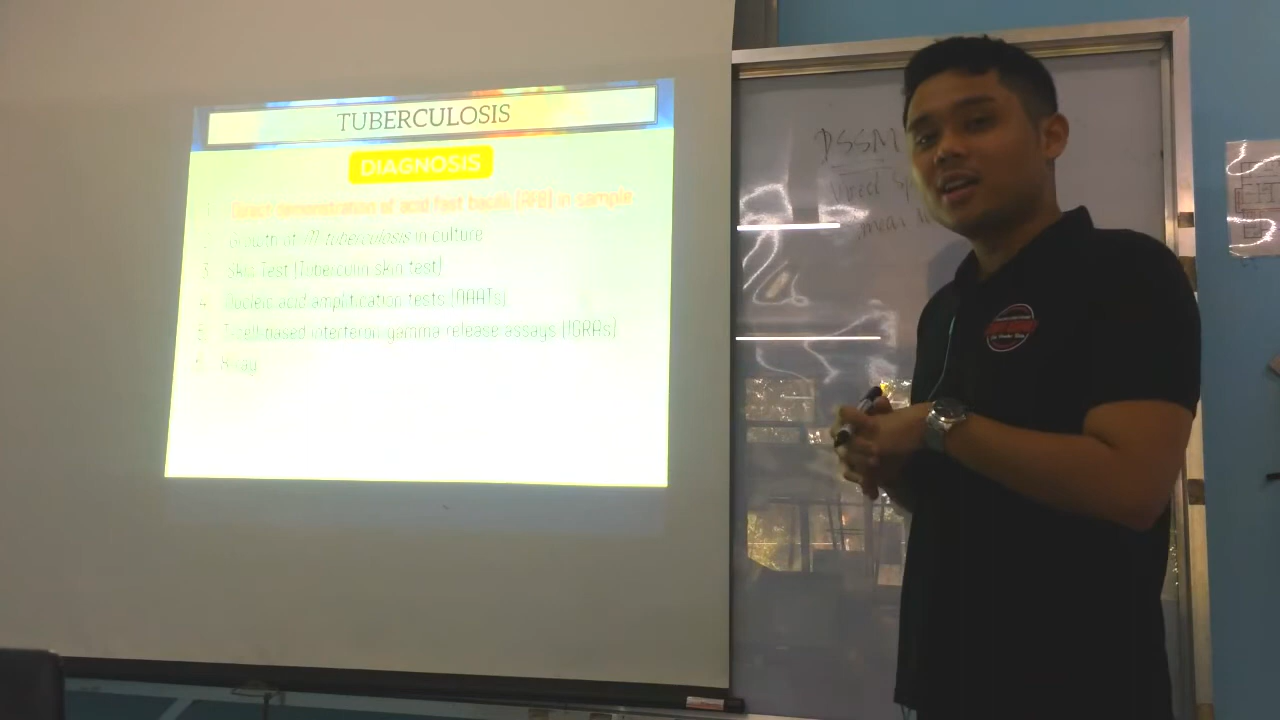 TUBERCULOSIS
DIAGNOSIS
1. Direct demonstration of acid fast bacilli (AFB) in sample
2. Growth of M. tuberculosis in culture
3. Skin Test (Tuberculin skin test)
4. Nucleic acid amplification tests (NAATs)
5. T-cell-based interferon gamma release assays (IGRAs)
6. X-ray
DSSM
Direct
smear